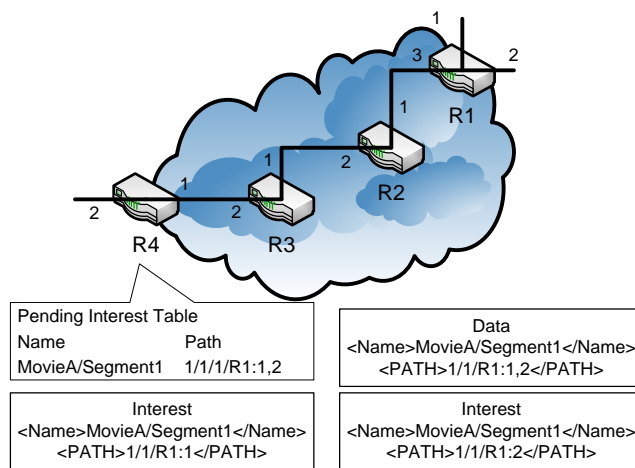 1
3
2
R1
1
1
2
R2
1
2
2
R3
R4
Pending Interest Table
Name Path
MovieA/Segment1 1/1/1/R1:1,2
Data
<Name>MovieA/Segment1</Name>
<PATH>1/1/R1:1,2</PATH>
Interest
<Name>MovieA/Segment1</Name>
<PATH>1/1/R1:1</PATH>
Interest
<Name>MovieA/Segment1</Name>
<PATH>1/1/R1:2</PATH>